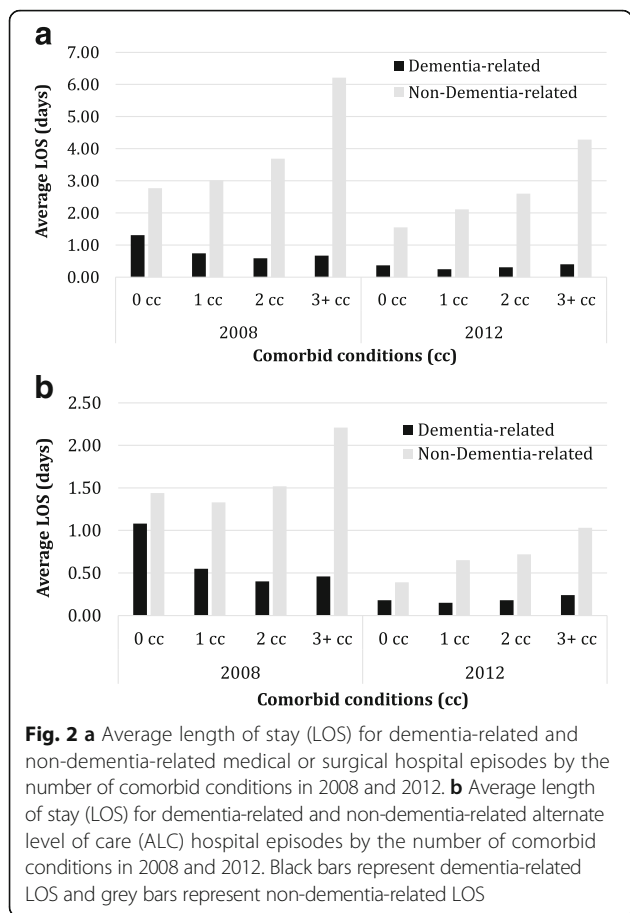 a
7.00
6.00
5.00
4.00
3.00
2.00
1.00
0.00
Average LOS (days)
Dementia-related
Non-Dementia-related
0 cc 1 cc 2 cc 3+ cc 0 cc 1 cc 2 cc 3+ cc
2008 2012
Comorbid conditions (cc)
b
2.50
2.00
1.50
1.00
0.50
0.00
Average LOS (days)
Dementia-related
Non-Dementia-related
0 cc 1 cc 2 cc 3+ cc 0 cc 1 cc 2 cc 3+ cc
2008 2012
Comorbid conditions (cc)
Fig. 2 a Average length of stay (LOS) for dementia-related and
non-dementia-related medical or surgical hospital episodes by the
number of comorbid conditions in 2008 and 2012. b Average length
of stay (LOS) for dementia-related and non-dementia-related alternate
level of care (ALC) hospital episodes by the number of comorbid
conditions in 2008 and 2012. Black bars represent dementia-related
LOS and grey bars represent non-dementia-related LOS